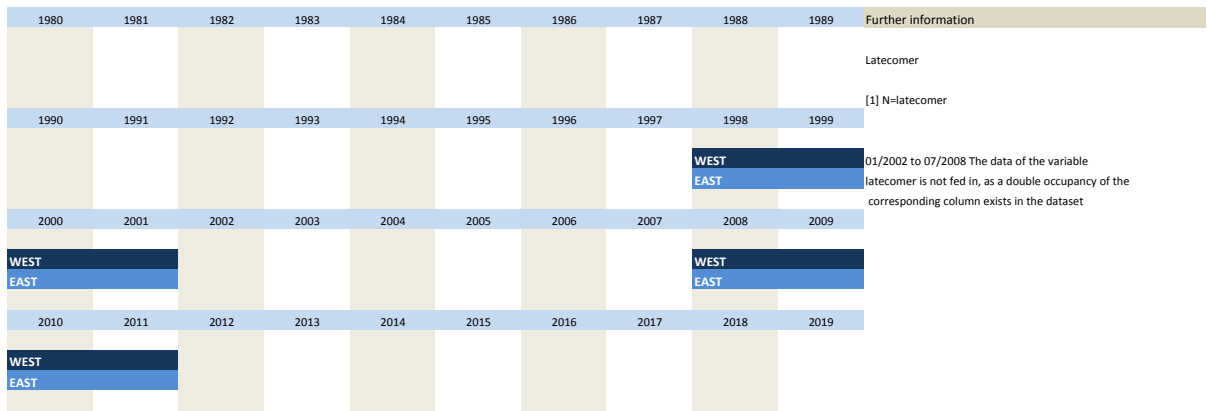 1980 1981 1982 1983 1984 1985 1986 1987 1988 1989 Further information
Latecomer
[1] N=latecomer
1990 1991 1992 1993 1994 1995 1996 1997 1998 1999
WEST 01/2002 to 07/2008 The data of the variable
EAST latecomer is not fed in, as a double occupancy of the
corresponding column exists in the dataset
2000 2001 2002 2003 2004 2005 2006 2007 2008 2009
WEST WEST
EAST EAST
2010 2011 2012 2013 2014 2015 2016 2017 2018 2019
WEST
EAST